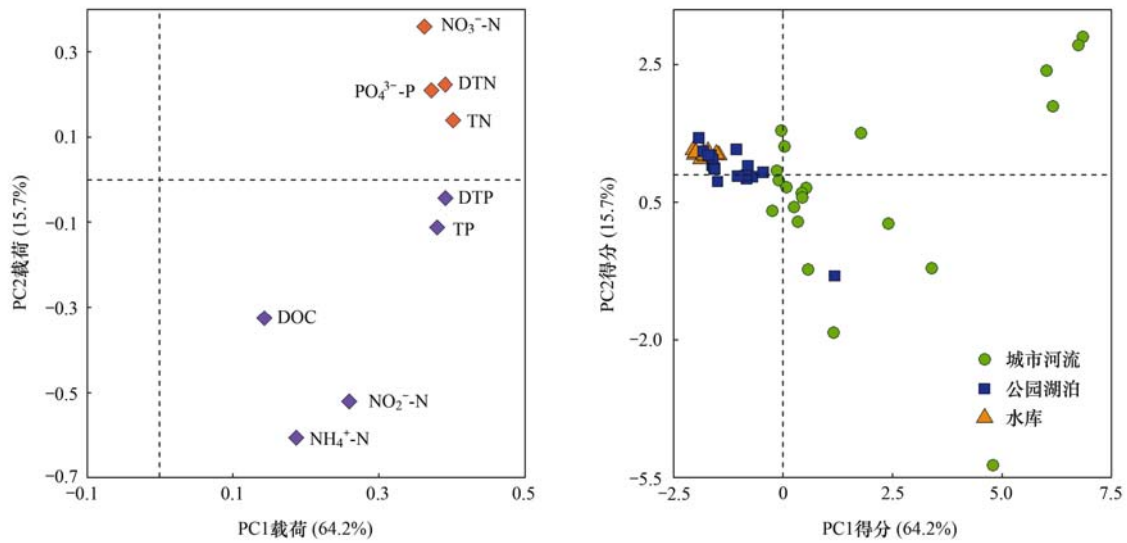 0.3
0.1
−0.1
−0.3
−0.5
−0.7
PC2载荷 (15.7%)
NO₃⁻-N
DTN
PO₄³⁻-P
TN
DTP
TP
DOC
NO₂⁻-N
NH₄⁺-N
−0.1
0.1
0.3
0.5
PC1载荷 (64.2%)
2.5
0.5
−2.0
−5.5
PC2得分 (15.7%)
城市河流
公园湖泊
水库
−2.5
0
2.5
5.0
7.5
PC1得分 (64.2%)